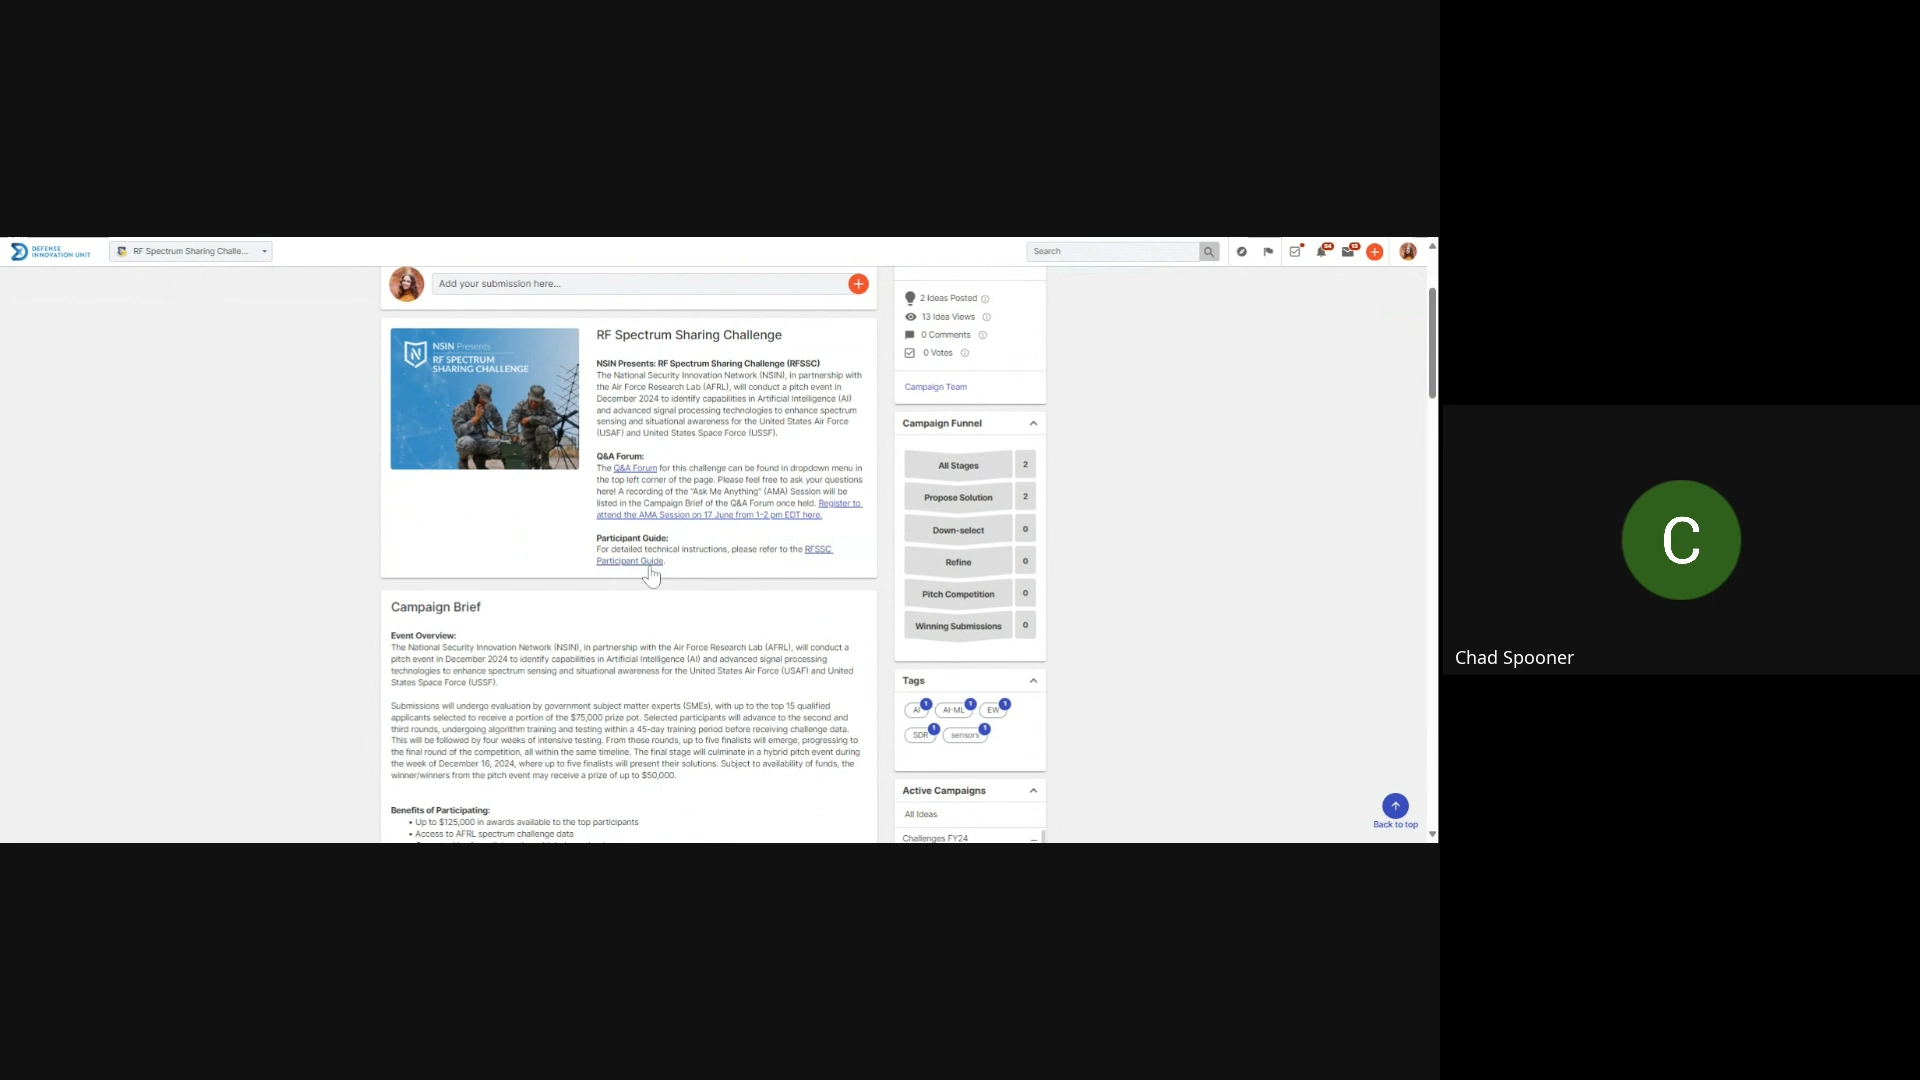 DEFENSE
INNOVATION UNIT
RF Spectrum Sharing Challe...
Search
34
13
Add your submission here...
NSIN Presents
RF SPECTRUM
SHARING CHALLENGE
RF Spectrum Sharing Challenge
NSIN Presents: RF Spectrum Sharing Challenge (RFSSC)
The National Security Innovation Network (NSIN), in partnership with
the Air Force Research Lab (AFRL), will conduct a pitch event in
December 2024 to identify capabilities in Artificial Intelligence (AI)
and advanced signal processing technologies to enhance spectrum
sensing and situational awareness for the United States Air Force
(USAF) and United States Space Force (USSF).
Q&A Forum:
The Q&A Forum for this challenge can be found in dropdown menu in
the top left corner of the page. Please feel free to ask your questions
here! A recording of the "Ask Me Anything" (AMA) Session will be
listed in the Campaign Brief of the Q&A Forum once held. Register to
attend the AMA Session on 17 June from 1-2 pm EDT here.
Participant Guide:
For detailed technical instructions, please refer to the RFSSC
Participant Guide.
Campaign Brief
Event Overview:
The National Security Innovation Network (NSIN), in partnership with the Air Force Research Lab (AFRL), will conduct a
pitch event in December 2024 to identify capabilities in Artificial Intelligence (AI) and advanced signal processing
technologies to enhance spectrum sensing and situational awareness for the United States Air Force (USAF) and United
States Space Force (USSF).
Submissions will undergo evaluation by government subject matter experts (SMEs), with up to the top 15 qualified
applicants selected to receive a portion of the $75,000 prize pot. Selected participants will advance to the second and
third rounds, undergoing algorithm training and testing within a 45-day training period before receiving challenge data.
This will be followed by four weeks of intensive testing. From these rounds, up to five finalists will emerge, progressing to
the final round of the competition, all within the same timeline. The final stage will culminate in a hybrid pitch event during
the week of December 16, 2024, where up to five finalists will present their solutions. Subject to availability of funds, the
winner/winners from the pitch event may receive a prize of up to $50,000.
Benefits of Participating:
• Up to $125,000 in awards available to the top participants
• Access to AFRL spectrum challenge data
2 Ideas Posted
13 Idea Views
0 Comments
0 Votes
Campaign Team
Campaign Funnel
All Stages 2
Propose Solution 2
Down-select 0
Refine 0
Pitch Competition 0
Winning Submissions 0
Tags
AI 1 AI-ML 1 EW 1
SDR 1 sensors 1
Active Campaigns
All Ideas
Challenges FY24
Back to top
C
Chad Spooner